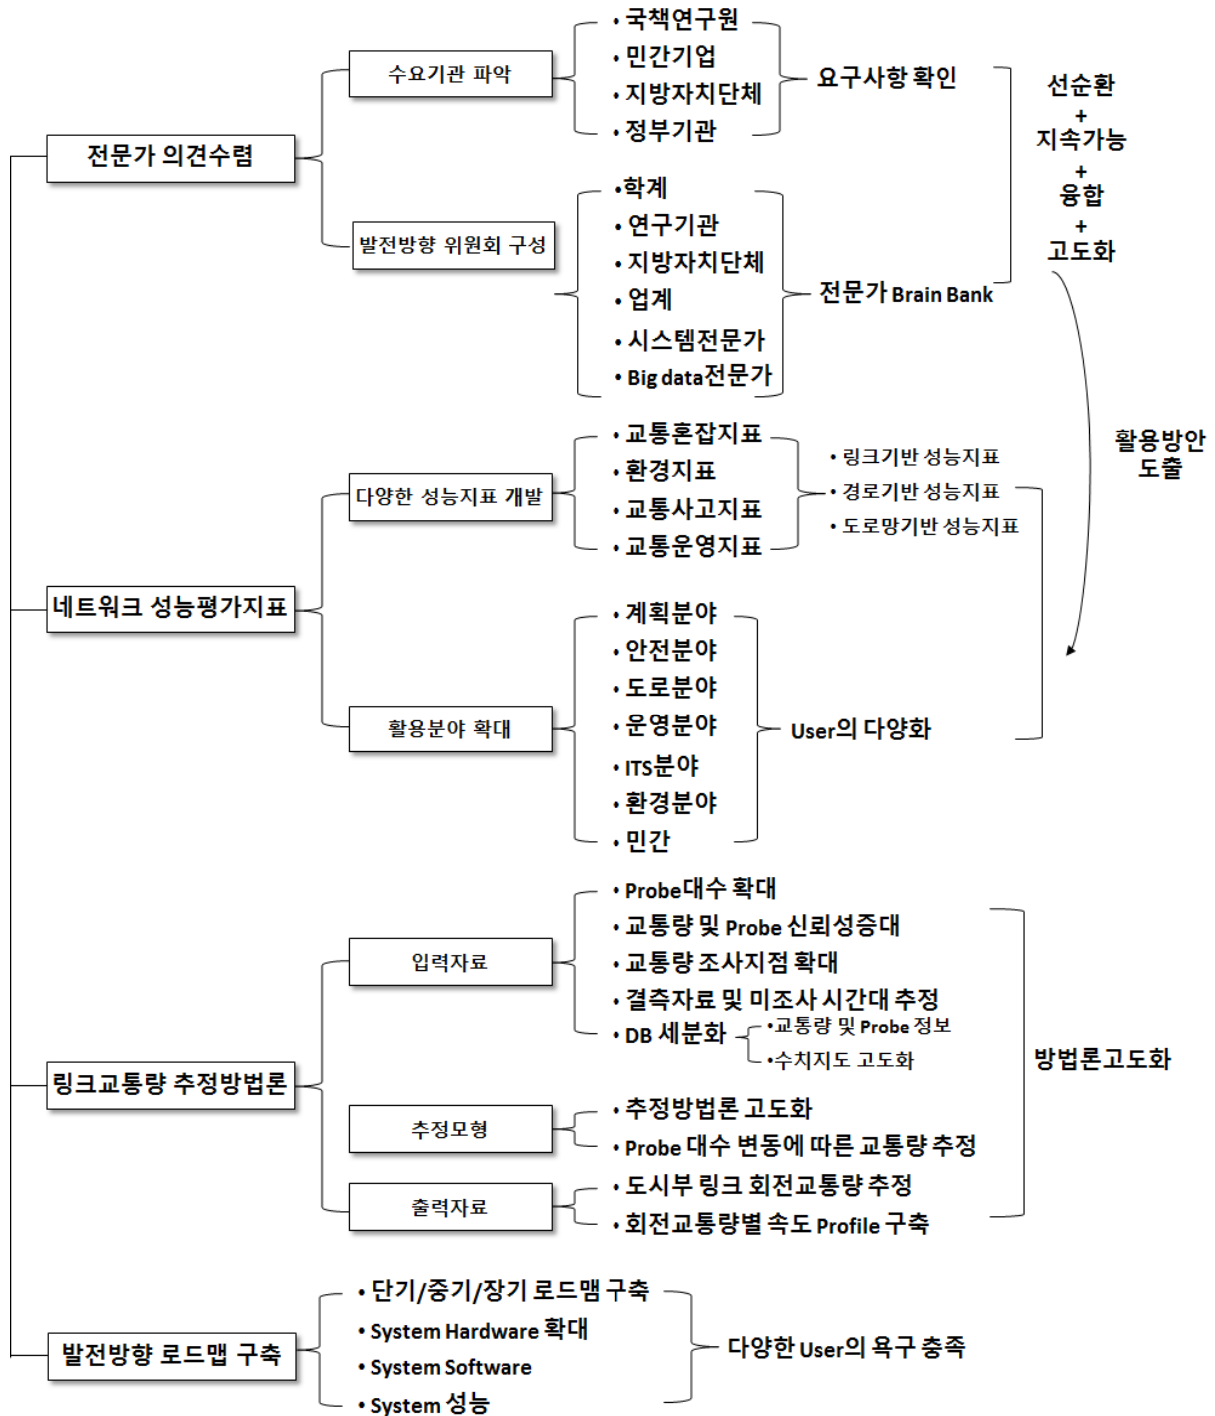 전문가 의견수렴
수요기관 파악
• 국책연구원
• 민간기업
• 지방자치단체
• 정부기관
요구사항 확인
발전방향 위원회 구성
•학계
• 연구기관
• 지방자치단체
• 업계
• 시스템전문가
• Big data전문가
전문가 Brain Bank
선순환
+
지속가능
+
융합
+
고도화
활용방안
도출
네트워크 성능평가지표
다양한 성능지표 개발
• 교통혼잡지표
• 환경지표
• 교통사고지표
• 교통운영지표
• 링크기반 성능지표
• 경로기반 성능지표
• 도로망기반 성능지표
활용분야 확대
• 계획분야
• 안전분야
• 도로분야
• 운영분야
• ITS분야
• 환경분야
• 민간
User의 다양화
링크교통량 추정방법론
입력자료
• Probe대수 확대
• 교통량 및 Probe 신뢰성증대
• 교통량 조사지점 확대
• 결측자료 및 미조사 시간대 추정
• DB 세분화
•교통량 및 Probe 정보
•수치지도 고도화
추정모형
• 추정방법론 고도화
• Probe 대수 변동에 따른 교통량 추정
출력자료
• 도시부 링크 회전교통량 추정
• 회전교통량별 속도 Profile 구축
방법론고도화
발전방향 로드맵 구축
• 단기/중기/장기 로드맵 구축
• System Hardware 확대
• System Software
• System 성능
다양한 User의 욕구 충족